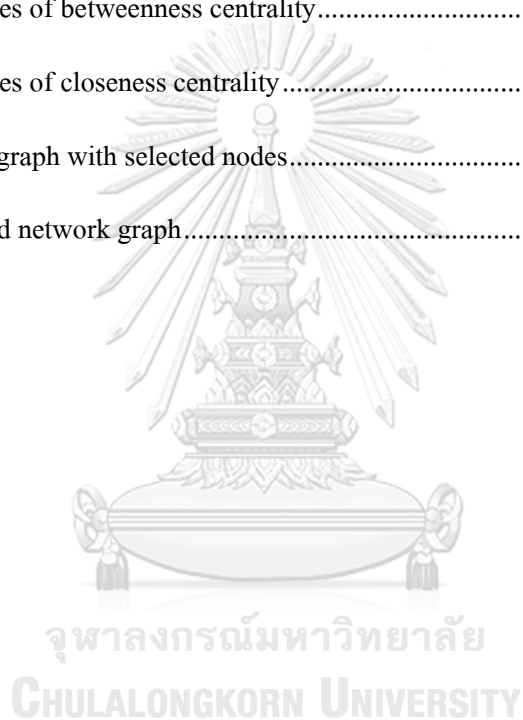 es of betweenness centrality.......................................
es of closeness centrality.......................................
graph with selected nodes.......................................
d network graph.......................................
จุฬาลงกรณ์มหาวิทยาลัย
CHULALONGKORN UNIVERSITY